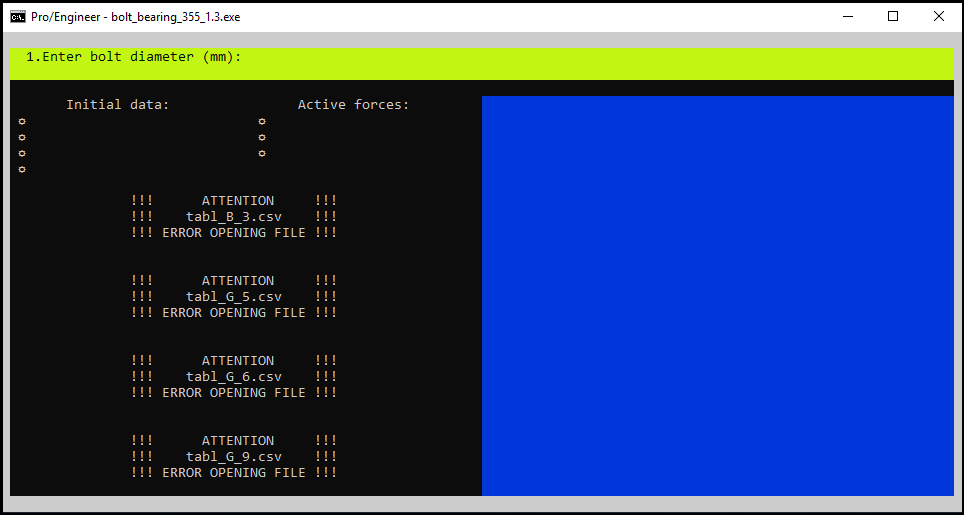 Pro/Engineer - bolt_bearing_355_1.3.exe
1.Enter bolt diameter (mm):
Initial data: Active forces:
!!! ATTENTION !!!
!!! tabl_B_3.csv !!!
!!! ERROR OPENING FILE !!!
!!! ATTENTION !!!
!!! tabl_G_5.csv !!!
!!! ERROR OPENING FILE !!!
!!! ATTENTION !!!
!!! tabl_G_6.csv !!!
!!! ERROR OPENING FILE !!!
!!! ATTENTION !!!
!!! tabl_G_9.csv !!!
!!! ERROR OPENING FILE !!!